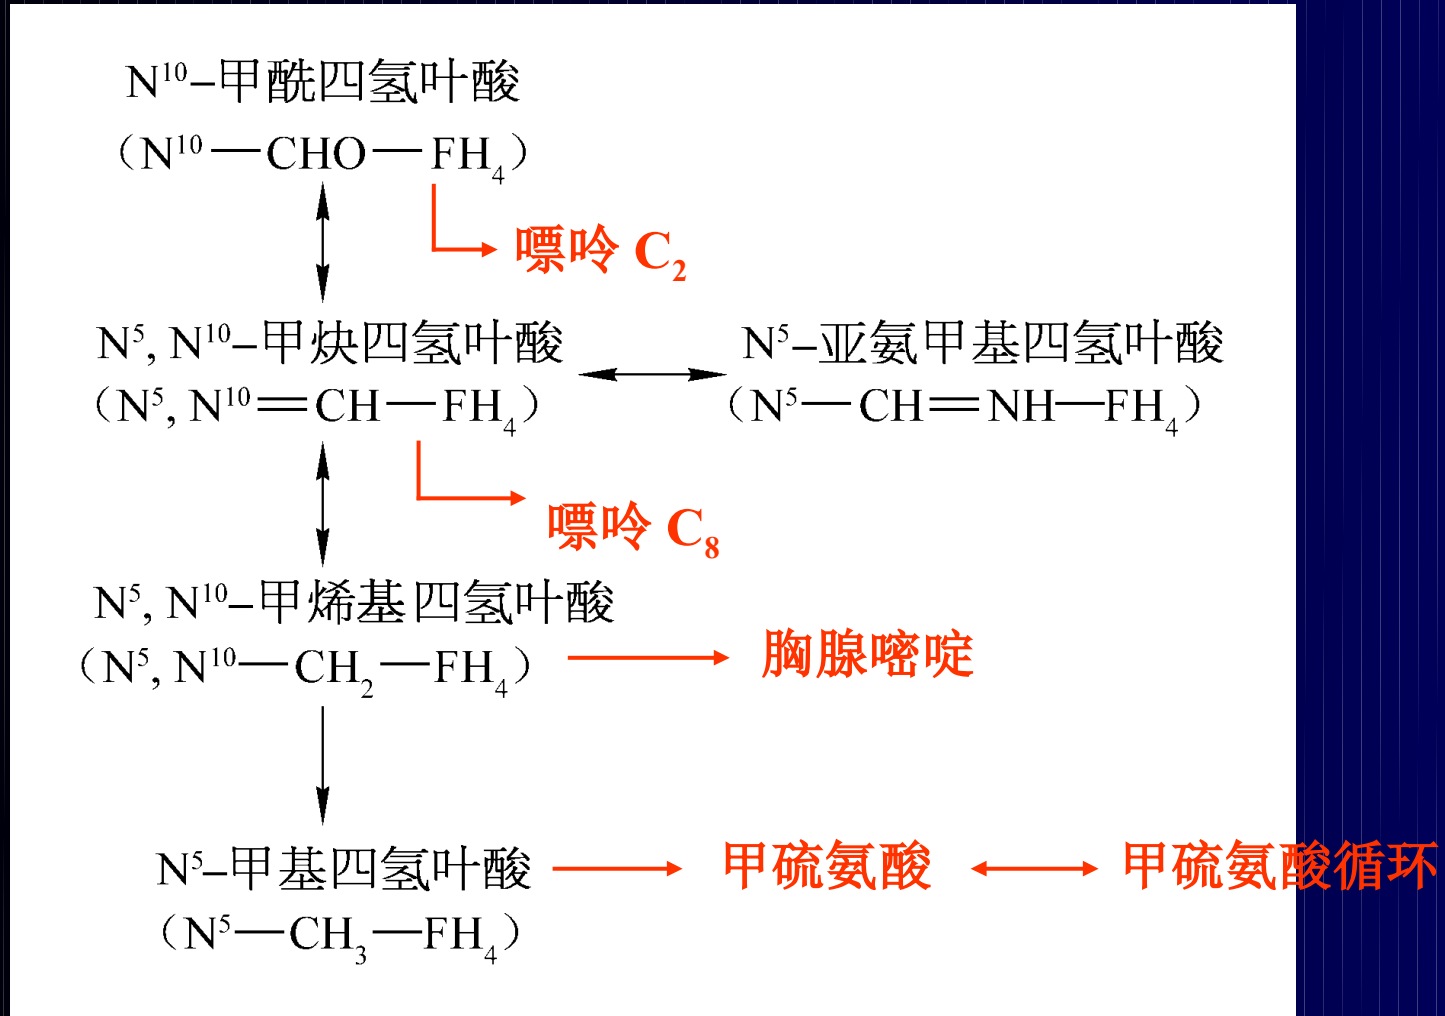 N¹⁰–甲酰四氢叶酸
（N¹⁰—CHO—FH₄）
嘌呤 C₂
N⁵, N¹⁰–甲炔四氢叶酸
N⁵–亚氨甲基四氢叶酸
（N⁵, N¹⁰═CH—FH₄）
（N⁵—CH═NH—FH₄）
嘌呤 C₈
N⁵, N¹⁰–甲烯基四氢叶酸
（N⁵, N¹⁰—CH₂—FH₄）
胸腺嘧啶
N⁵–甲基四氢叶酸
甲硫氨酸
甲硫氨酸循环
（N⁵—CH₃—FH₄）